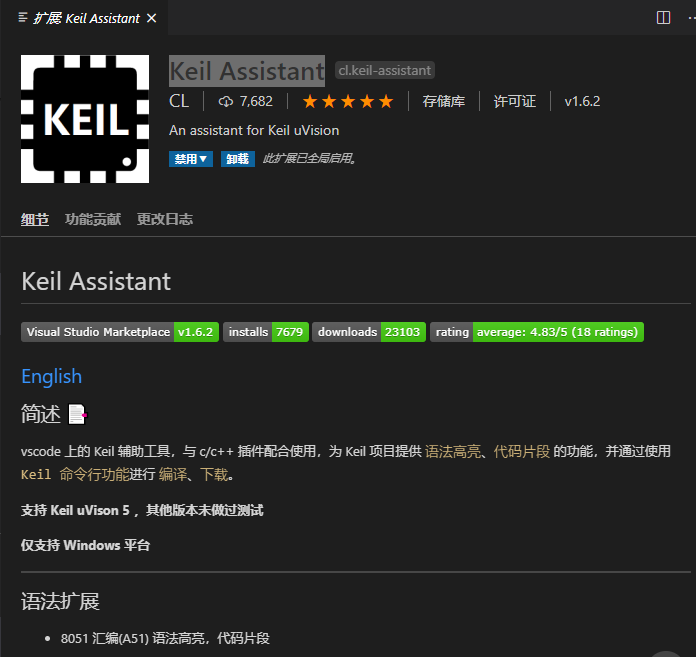 扩展: Keil Assistant
KEIL
Keil Assistant cl.keil-assistant
CL 7,682 ★★★★★ 存储库 许可证 v1.6.2
An assistant for Keil uVision
禁用▼ 卸载 此扩展已全局启用。
细节 功能贡献 更改日志
Keil Assistant
Visual Studio Marketplace v1.6.2 installs 7679 downloads 23103 rating average: 4.83/5 (18 ratings)
English
简述
vscode 上的 Keil 辅助工具，与 c/c++ 插件配合使用，为 Keil 项目提供 语法高亮、代码片段 的功能，并通过使用
Keil 命令行功能进行 编译、下载。
支持 Keil uVison 5 ，其他版本未做过测试
仅支持 Windows 平台
语法扩展
• 8051 汇编(A51) 语法高亮，代码片段